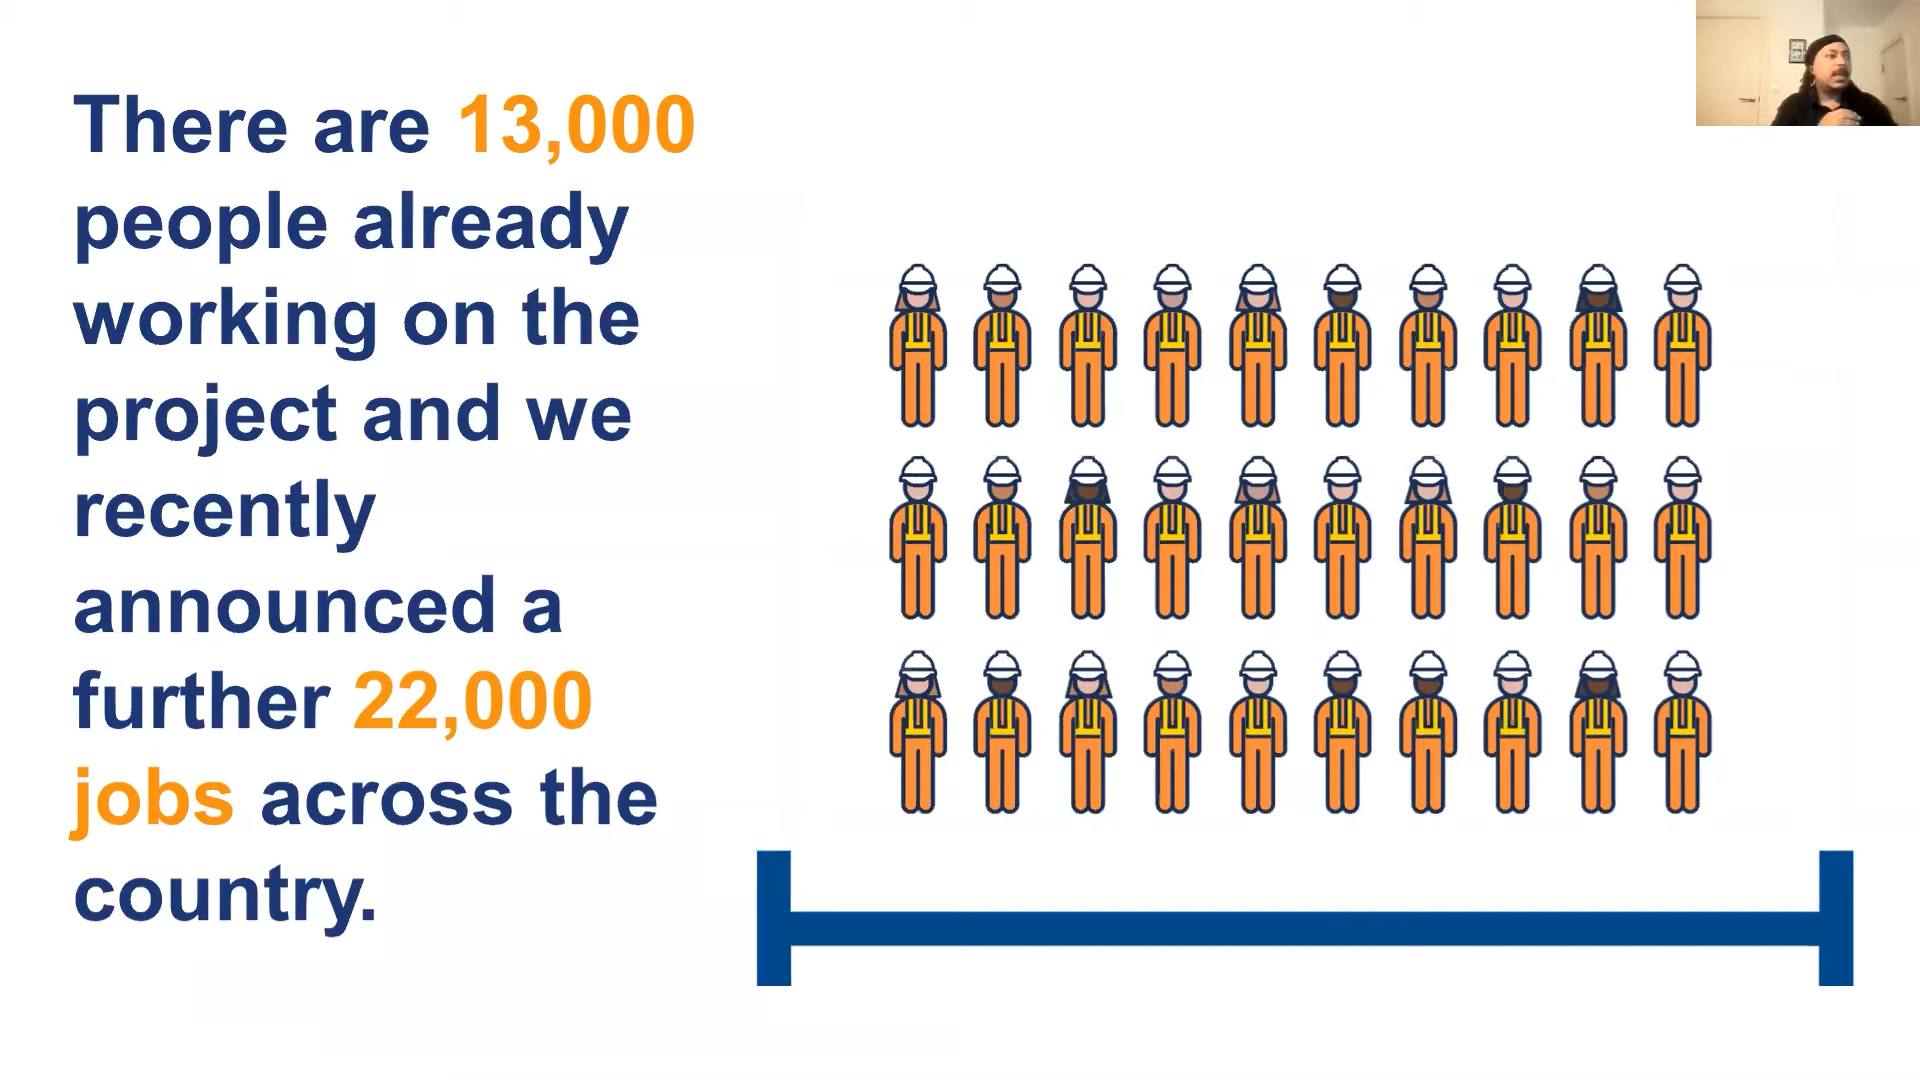 There are 13,000
people already
working on the
project and we
recently
announced a
further 22,000
jobs across the
country.